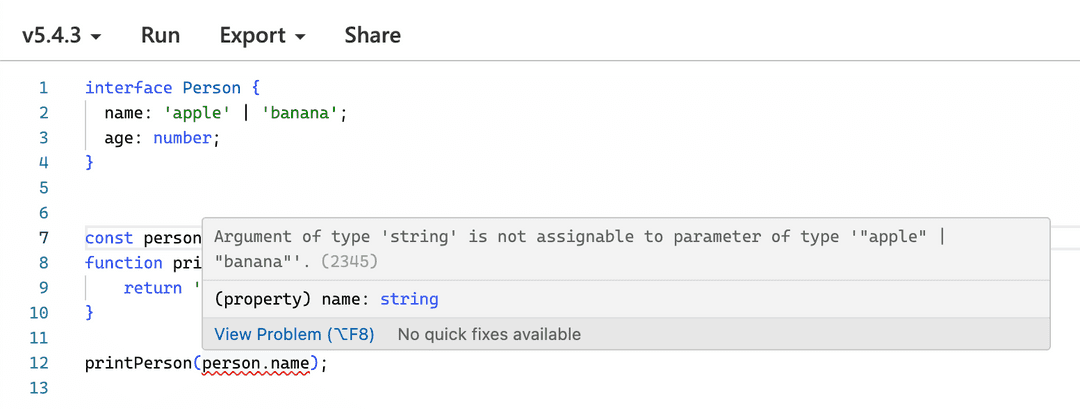 v5.4.3 Run Export Share
1 interface Person {
2 name: 'apple' | 'banana';
3 age: number;
4 }
5
6
7 const person
Argument of type 'string' is not assignable to parameter of type '"apple" |
8 function pri
"banana"'. (2345)
9 return '
(property) name: string
10 }
11
View Problem (⌥F8) No quick fixes available
12 printPerson(person.name);
13